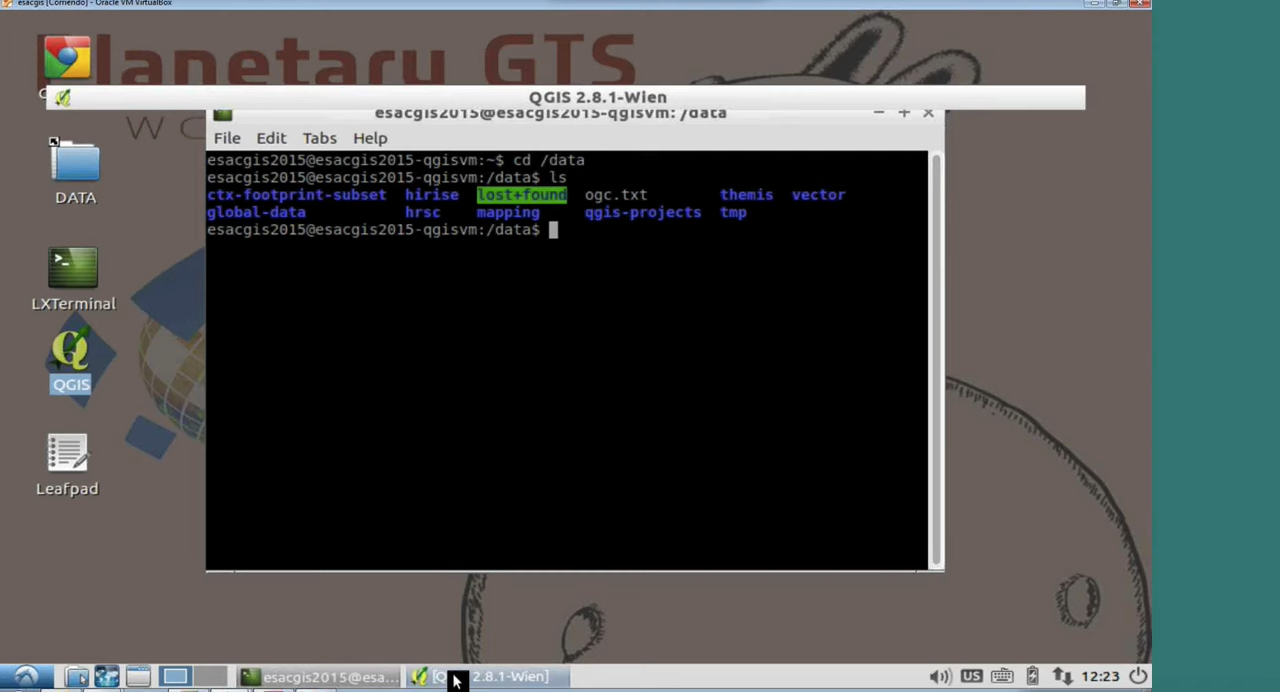 esacgis [Corriendo] - Oracle VM VirtualBox
Planetary GIS
QGIS 2.8.1-Wien
esacgis2015@esacgis2015-qgisvm: /data
File Edit Tabs Help
esacgis2015@esacgis2015-qgisvm:~$ cd /data
esacgis2015@esacgis2015-qgisvm:/data$ ls
ctx-footprint-subset hirise lost+found ogc.txt themis vector
global-data hrsc mapping qgis-projects tmp
esacgis2015@esacgis2015-qgisvm:/data$
DATA
LXTerminal
QGIS
Leafpad
esacgis2015@esa...
2.8.1-Wien]
US
12:23